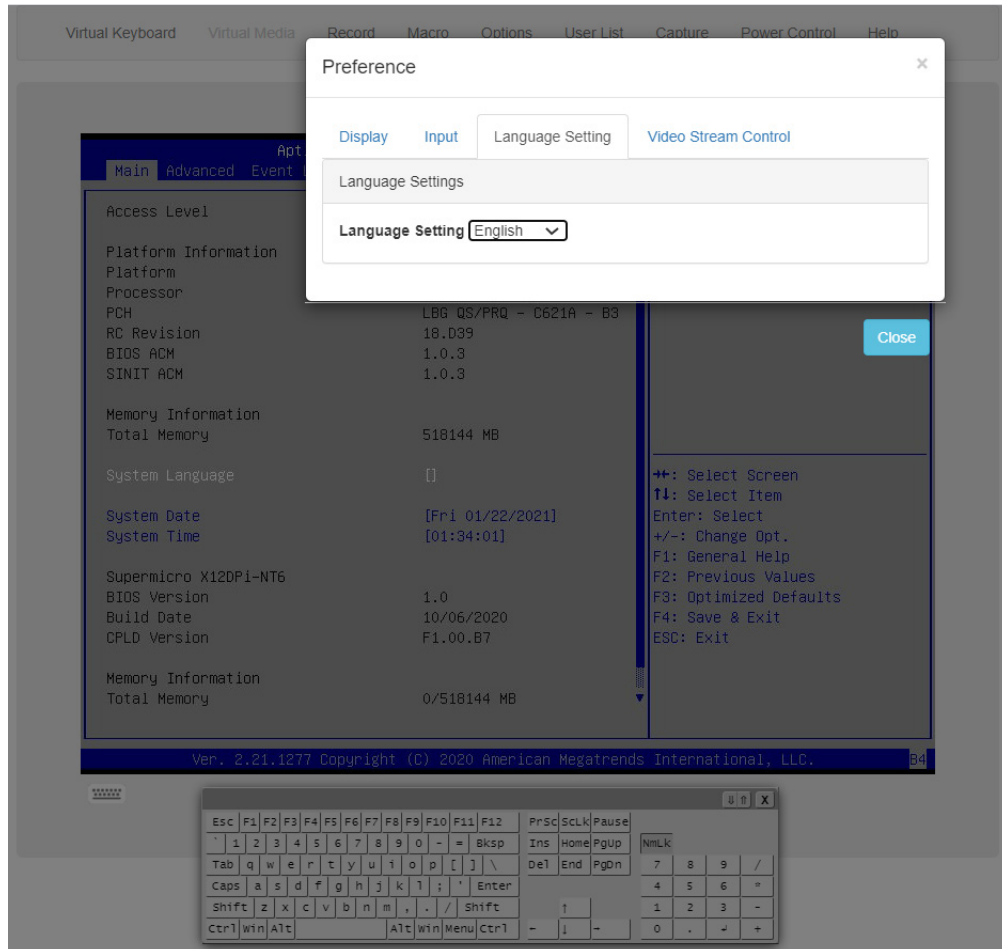 Virtual Keyboard Virtual Media Record Macro Options User List Capture Power Control Help
Preference ×
Display Input Language Setting Video Stream Control
Language Settings
Language Setting English
Close
Apt
Main Advanced Event
Access Level
Platform Information
Platform
Processor
PCH LBG QS/PRQ - C621A - B3
RC Revision 18.D39
BIOS ACM 1.0.3
SINIT ACM 1.0.3
Memory Information
Total Memory 518144 MB
System Language []
System Date [Fri 01/22/2021]
System Time [01:34:01]
Supermicro X12DPi-NT6
BIOS Version 1.0
Build Date 10/06/2020
CPLD Version F1.00.B7
Memory Information
Total Memory 0/518144 MB
→←: Select Screen
↑↓: Select Item
Enter: Select
+/-: Change Opt.
F1: General Help
F2: Previous Values
F3: Optimized Defaults
F4: Save & Exit
ESC: Exit
Ver. 2.21.1277 Copyright (C) 2020 American Megatrends International, LLC.
B4
⇓⇑ X
Esc F1 F2 F3 F4 F5 F6 F7 F8 F9 F10 F11 F12 PrSc ScLk Pause
` 1 2 3 4 5 6 7 8 9 0 - = Bksp Ins Home PgUp NmLk
Tab q w e r t y u i o p [ ] \ Del End PgDn 7 8 9 /
Caps a s d f g h j k l ; ' Enter 4 5 6 *
Shift z x c v b n m , . / Shift ↑ 1 2 3 -
Ctrl Win Alt Alt Win Menu Ctrl ← ↓ → 0 . ↵ +